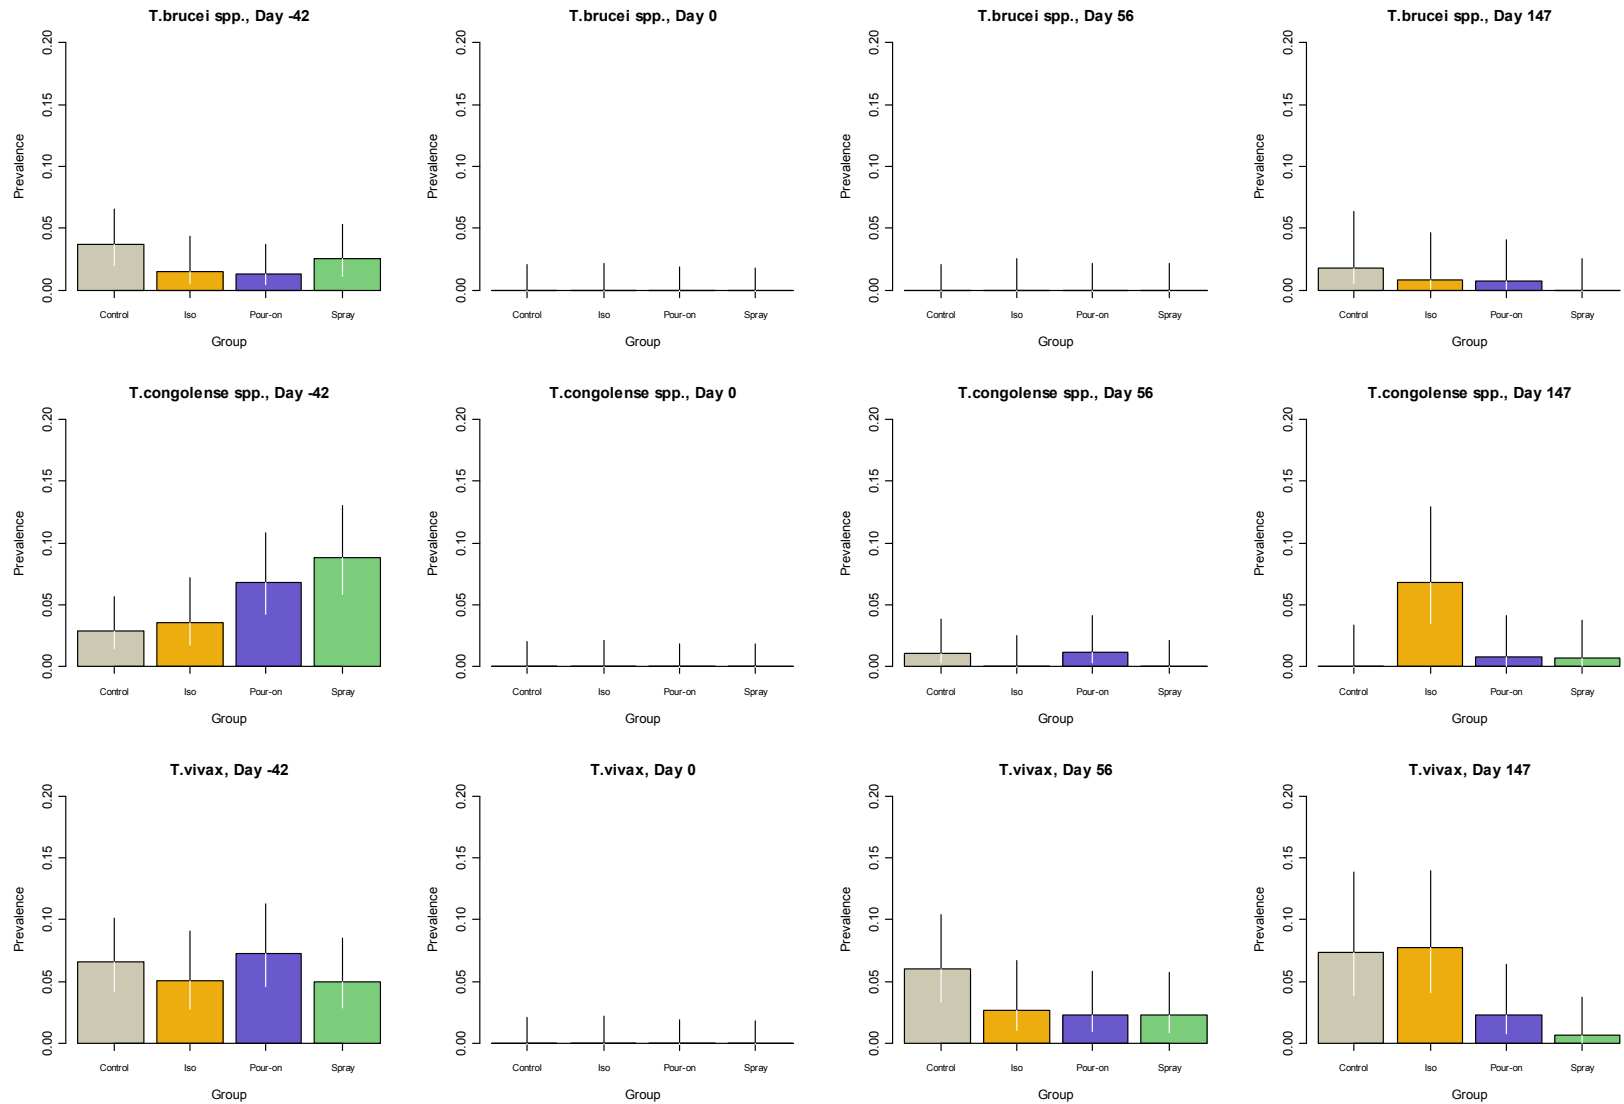 T.brucei spp., Day -42
0.20
0.15
0.10
0.05
0.00
Prevalence
Control Iso Pour-on Spray
Group
T.brucei spp., Day 0
0.20
0.15
0.10
0.05
0.00
Prevalence
Control Iso Pour-on Spray
Group
T.brucei spp., Day 56
0.20
0.15
0.10
0.05
0.00
Prevalence
Control Iso Pour-on Spray
Group
T.brucei spp., Day 147
0.20
0.15
0.10
0.05
0.00
Prevalence
Control Iso Pour-on Spray
Group
T.congolense spp., Day -42
0.20
0.15
0.10
0.05
0.00
Prevalence
Control Iso Pour-on Spray
Group
T.congolense spp., Day 0
0.20
0.15
0.10
0.05
0.00
Prevalence
Control Iso Pour-on Spray
Group
T.congolense spp., Day 56
0.20
0.15
0.10
0.05
0.00
Prevalence
Control Iso Pour-on Spray
Group
T.congolense spp., Day 147
0.20
0.15
0.10
0.05
0.00
Prevalence
Control Iso Pour-on Spray
Group
T.vivax, Day -42
0.20
0.15
0.10
0.05
0.00
Prevalence
Control Iso Pour-on Spray
Group
T.vivax, Day 0
0.20
0.15
0.10
0.05
0.00
Prevalence
Control Iso Pour-on Spray
Group
T.vivax, Day 56
0.20
0.15
0.10
0.05
0.00
Prevalence
Control Iso Pour-on Spray
Group
T.vivax, Day 147
0.20
0.15
0.10
0.05
0.00
Prevalence
Control Iso Pour-on Spray
Group